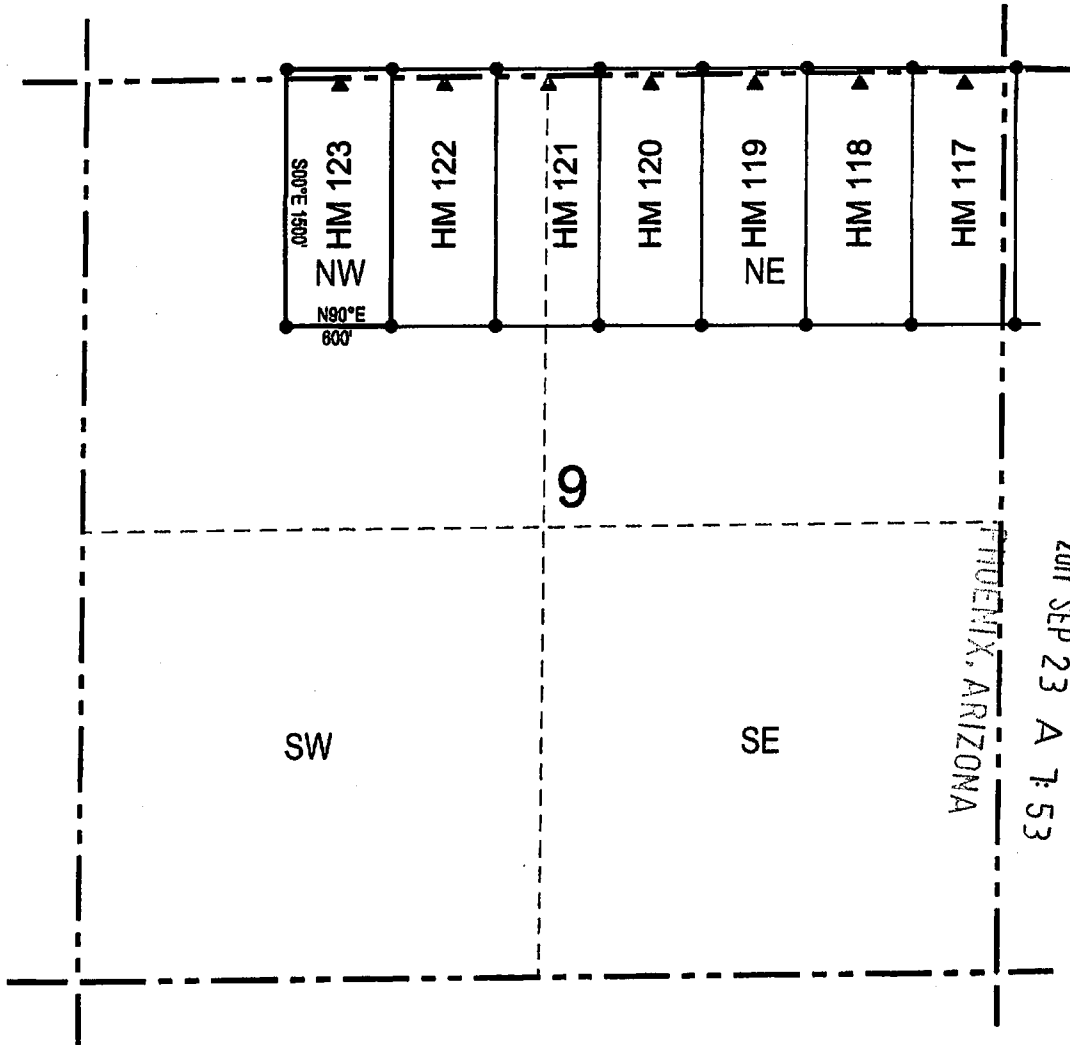 HM 123
HM 122
HM 121
HM 120
HM 119
HM 118
HM 117
S00°E 1500'
NW
NE
N90°E
600'
9
SW
SE
SEP 23 A 7:53
PHOENIX, ARIZONA